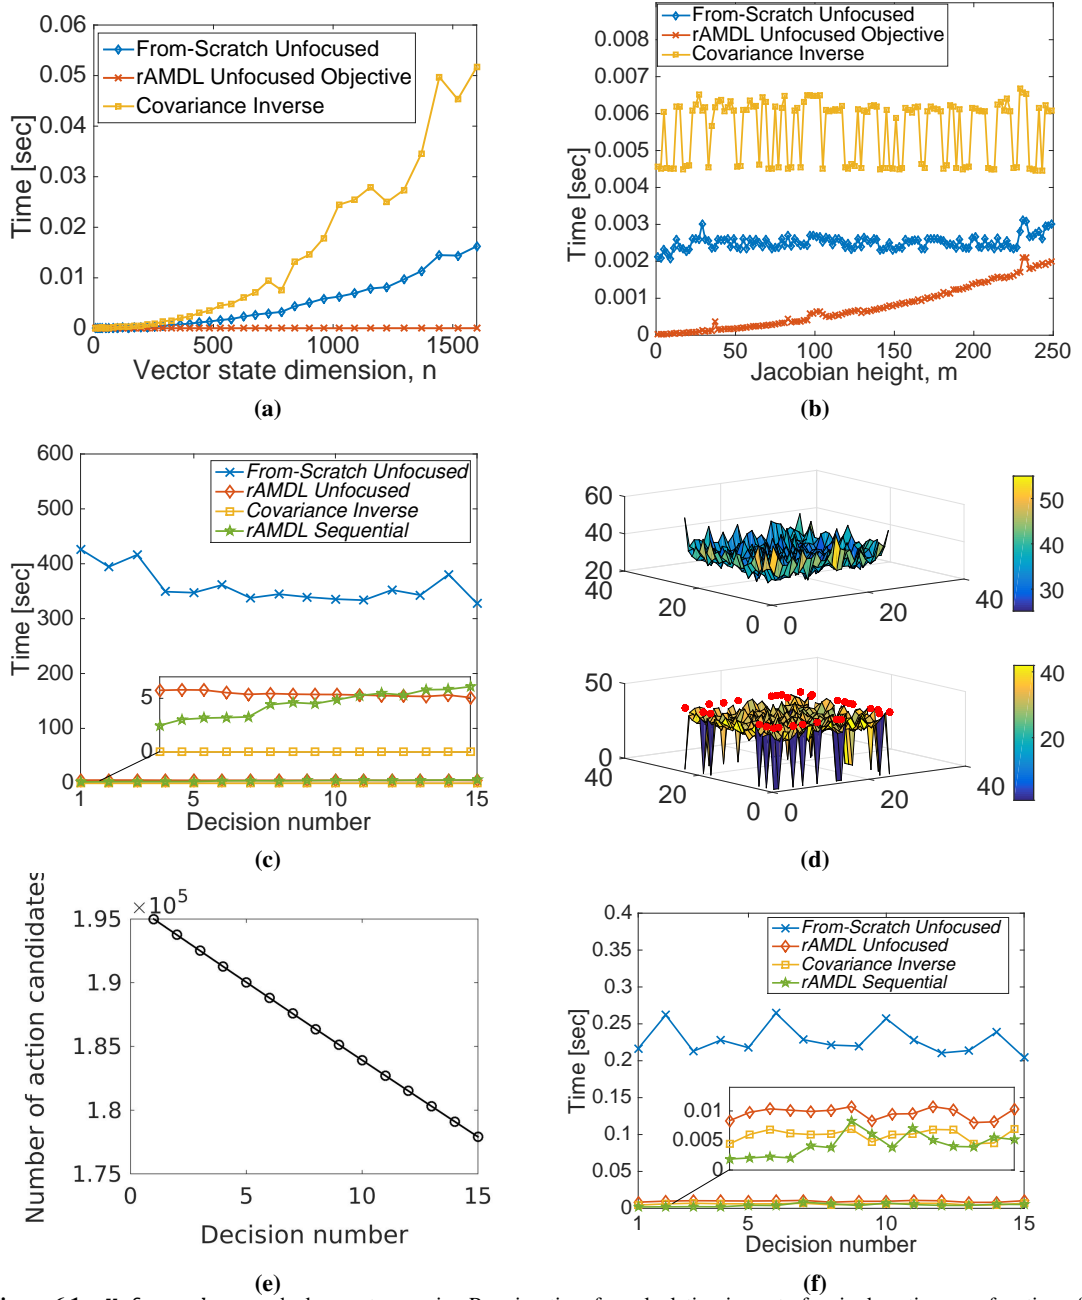 0.06
0.05
0.04
0.03
0.02
0.01
0
Time [sec]
From-Scratch Unfocused
rAMDL Unfocused Objective
Covariance Inverse
0 500 1000 1500
Vector state dimension, n
(a)
0.008
0.007
0.006
0.005
0.004
0.003
0.002
0.001
0
Time [sec]
From-Scratch Unfocused
rAMDL Unfocused Objective
Covariance Inverse
0 50 100 150 200 250
Jacobian height, m
(b)
600
500
400
300
200
100
0
Time [sec]
From-Scratch Unfocused
rAMDL Unfocused
Covariance Inverse
rAMDL Sequential
5
0
1 5 10 15
Decision number
(c)
60
40
20
40
20
0 0
20
40
50
40
30
50
0
40
20
0 0
20
40
40
20
(d)
×10^5
1.95
1.9
1.85
1.8
1.75
Number of action candidates
0 5 10 15
Decision number
(e)
0.4
0.35
0.3
0.25
0.2
0.15
0.1
0.05
0
Time [sec]
From-Scratch Unfocused
rAMDL Unfocused
Covariance Inverse
rAMDL Sequential
0.01
0.005
0
1 5 10 15
Decision number
(f)